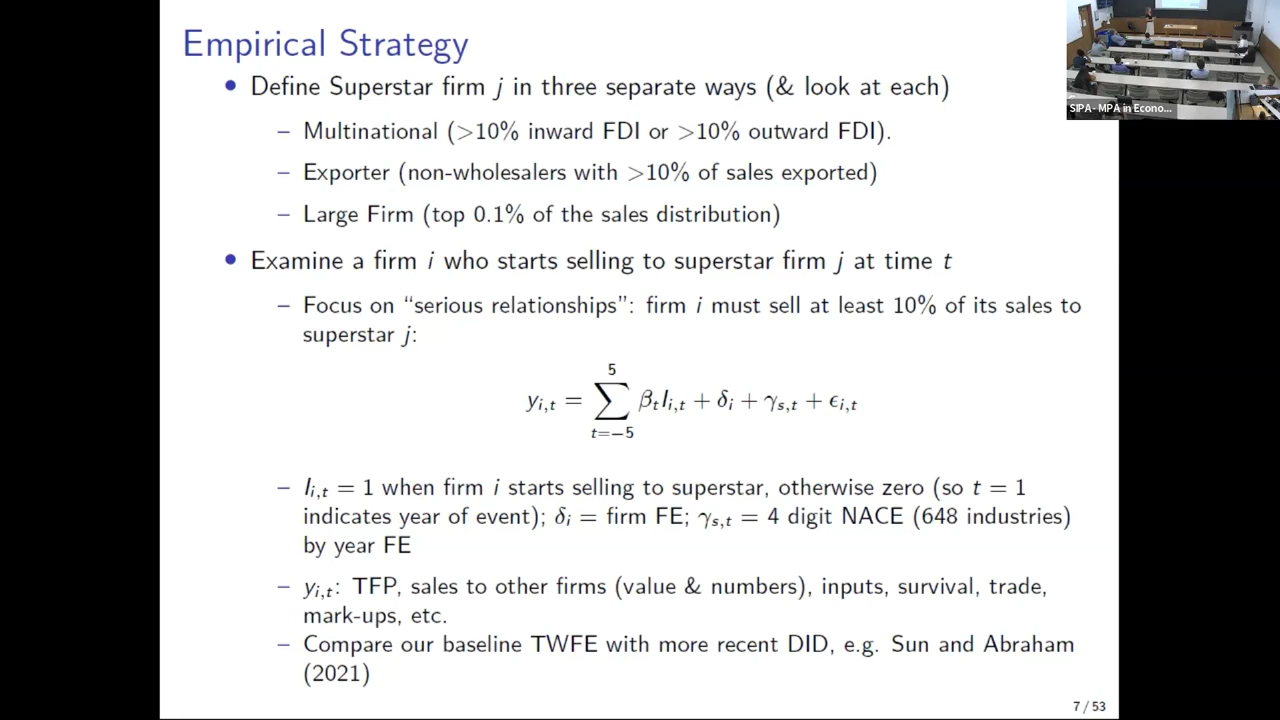 Empirical Strategy
• Define Superstar firm j in three separate ways (& look at each)
– Multinational (>10% inward FDI or >10% outward FDI).
– Exporter (non-wholesalers with >10% of sales exported)
– Large Firm (top 0.1% of the sales distribution)
• Examine a firm i who starts selling to superstar firm j at time t
– Focus on “serious relationships”: firm i must sell at least 10% of its sales to
superstar j:
5
y_{i,t} = ∑ β_t I_{i,t} + δ_i + γ_{s,t} + ϵ_{i,t}
t=−5
– I_{i,t} = 1 when firm i starts selling to superstar, otherwise zero (so t = 1
indicates year of event); δ_i = firm FE; γ_{s,t} = 4 digit NACE (648 industries)
by year FE
– y_{i,t}: TFP, sales to other firms (value & numbers), inputs, survival, trade,
mark-ups, etc.
– Compare our baseline TWFE with more recent DID, e.g. Sun and Abraham
(2021)
7 / 53
SIPA- MPA in Econo...